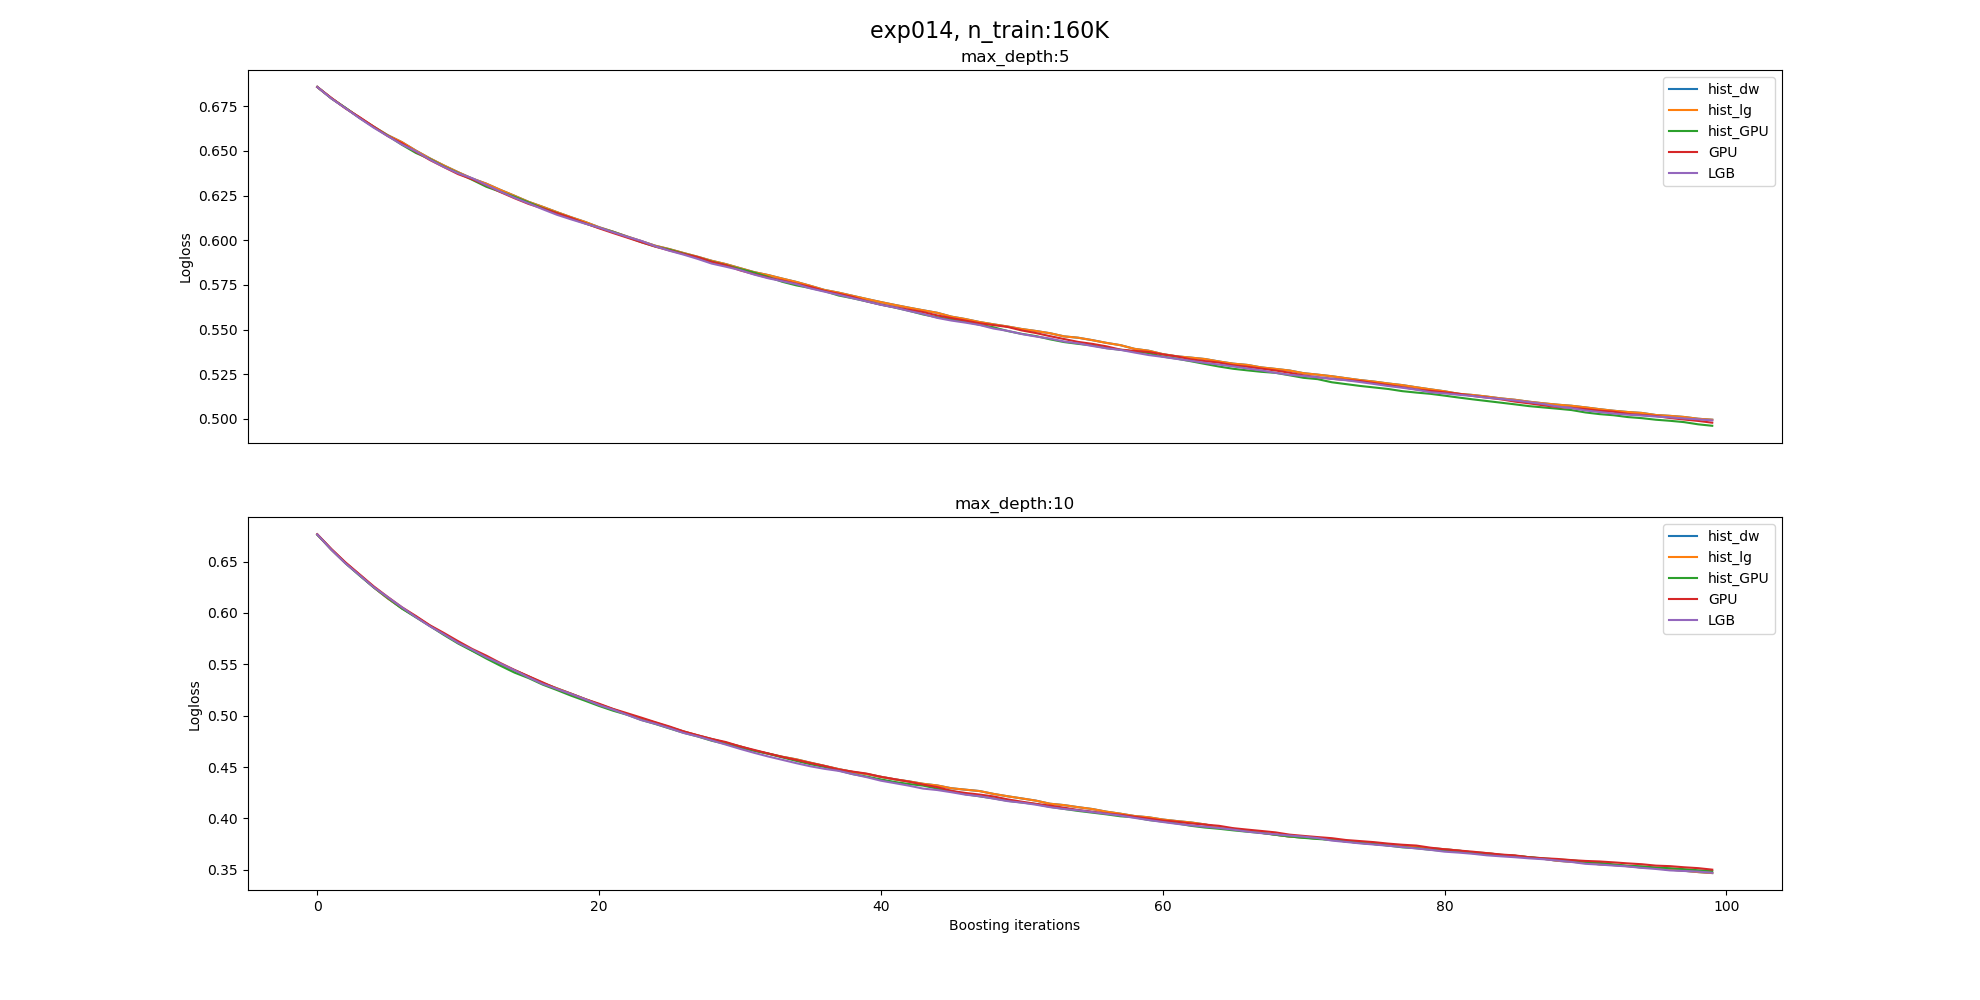 exp014, n_train:160K
max_depth:5
0.675
0.650
0.625
0.600
0.575
0.550
0.525
0.500
Logloss
hist_dw
hist_lg
hist_GPU
GPU
LGB
max_depth:10
0.65
0.60
0.55
0.50
0.45
0.40
0.35
Logloss
hist_dw
hist_lg
hist_GPU
GPU
LGB
0 20 40 60 80 100
Boosting iterations